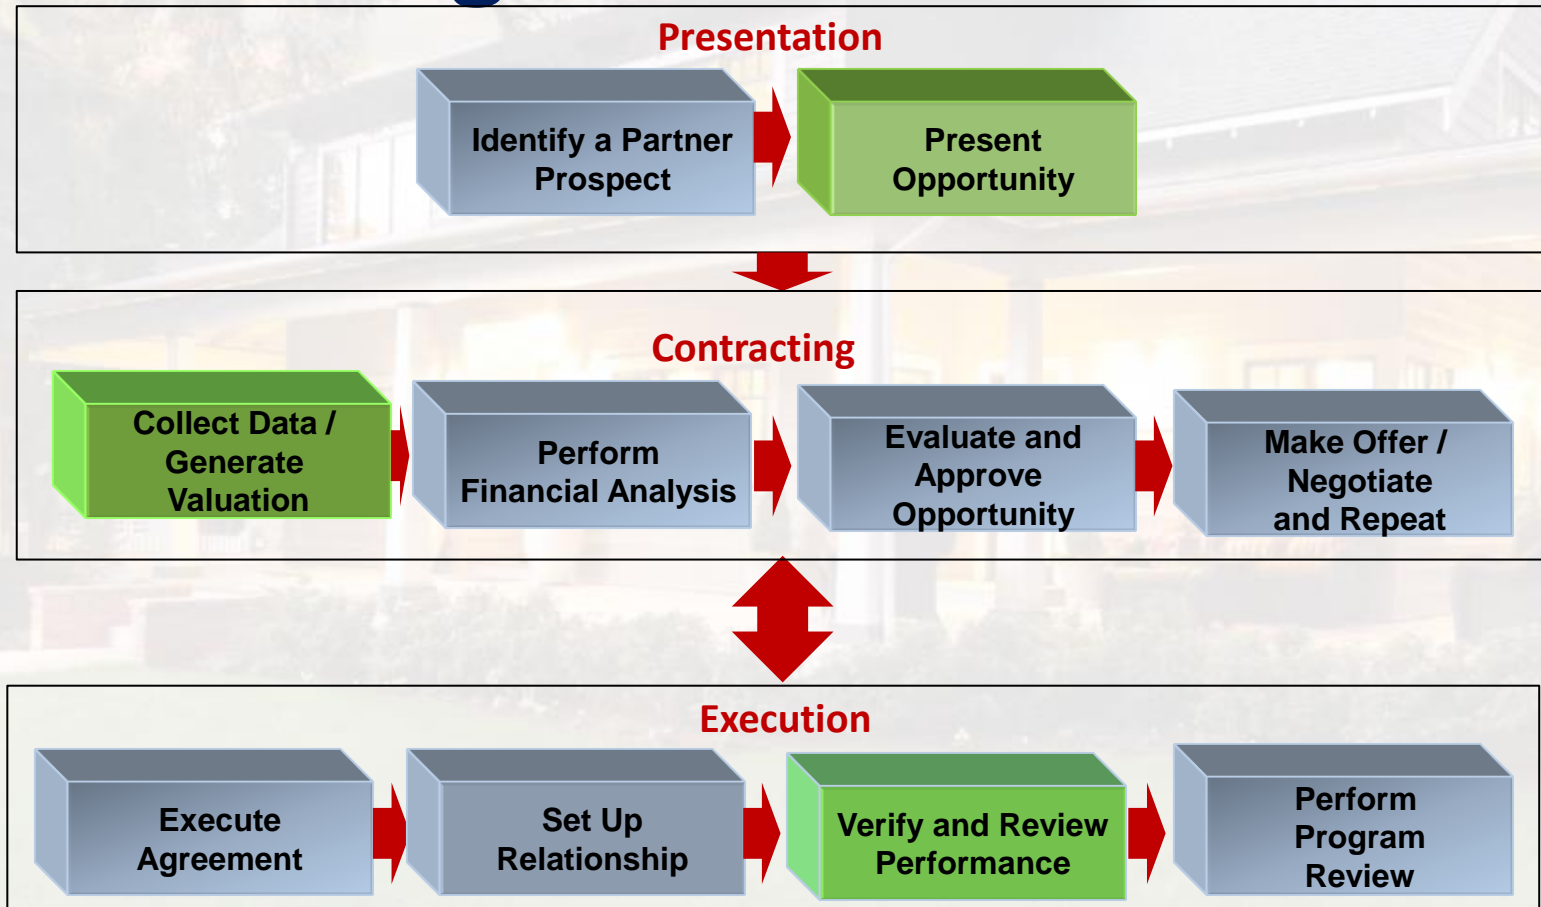 Presentation
Identify a Partner
Prospect
Present
Opportunity
Contracting
Collect Data /
Generate
Valuation
Perform
Financial Analysis
Evaluate and
Approve
Opportunity
Make Offer /
Negotiate
and Repeat
Execution
Execute
Agreement
Set Up
Relationship
Verify and Review
Performance
Perform
Program
Review